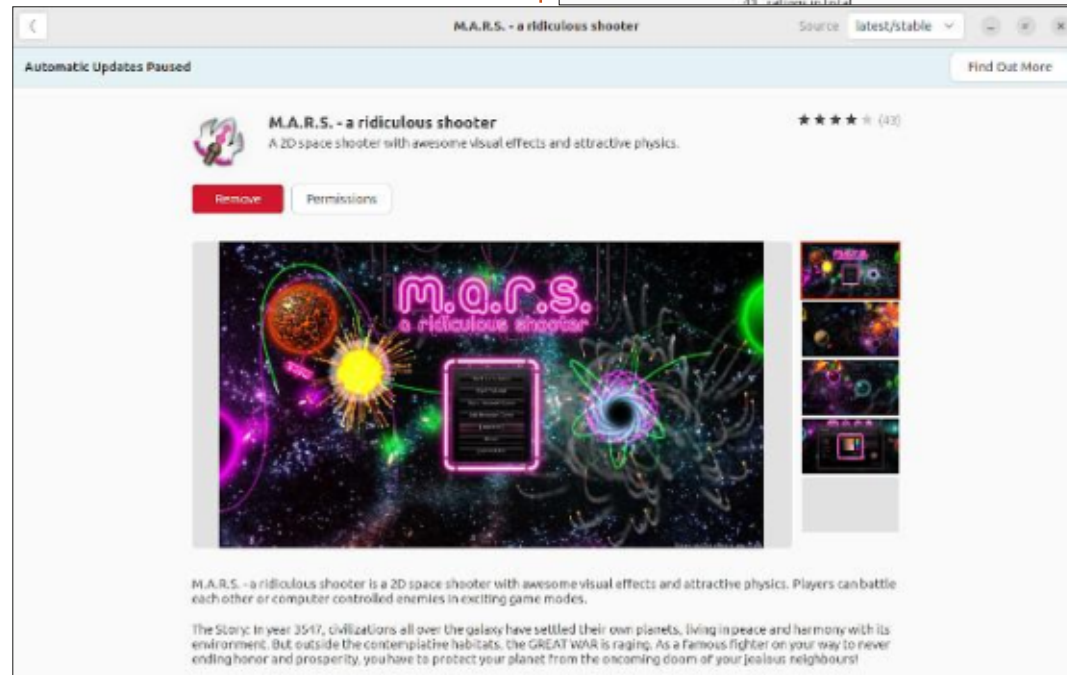 43 ratings in total
M.A.R.S. - a ridiculous shooter
Source latest/stable
Automatic Updates Paused
Find Out More
M.A.R.S. - a ridiculous shooter
(43)
A 2D space shooter with awesome visual effects and attractive physics.
Remove
Permissions
m.a.r.s.
a ridiculous shooter
M.A.R.S. - a ridiculous shooter is a 2D space shooter with awesome visual effects and attractive physics. Players can battle
each other or computer controlled enemies in exciting game modes.
The Story: In year 3547, civilizations all over the galaxy have settled their own planets, living in peace and harmony with its
environment. But outside the contemplative habitats, the GREAT WAR is raging. As a famous fighter on your way to never
ending honor and prosperity, you have to protect your planet from the oncoming doom of your jealous neighbours!